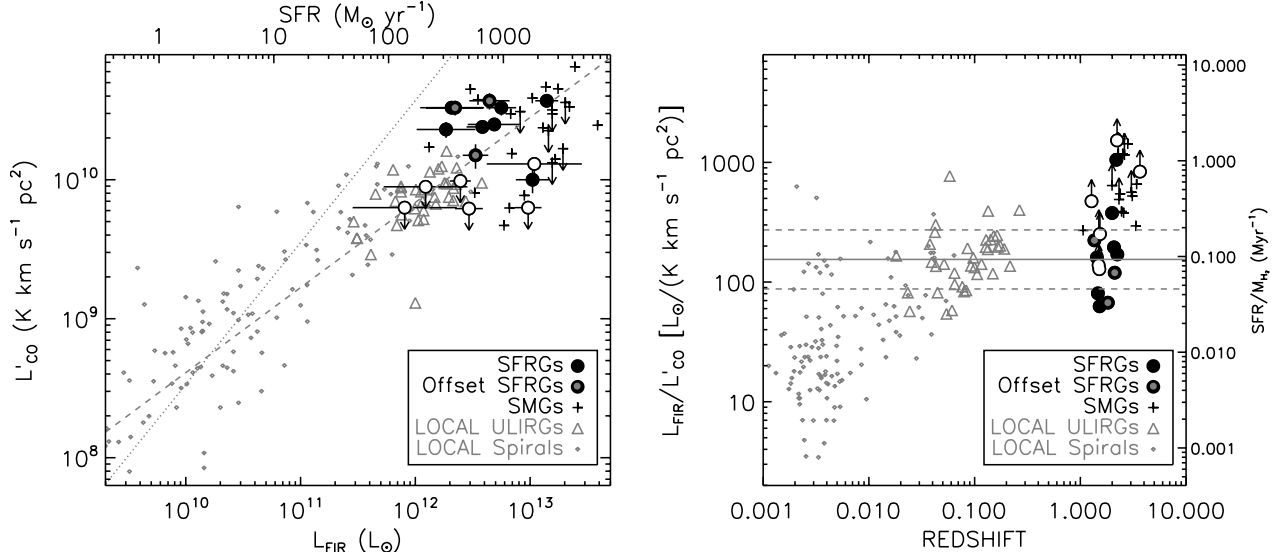 SFR (M☉ yr⁻¹)
1 10 100 1000
L'CO (K km s⁻¹ pc²)
10¹⁰
10⁹
10⁸
SFRGs
Offset SFRGs
SMGs
LOCAL ULIRGs
LOCAL Spirals
10¹⁰ 10¹¹ 10¹² 10¹³
LFIR (L☉)
LFIR/L'CO [L☉/(K km s⁻¹ pc²)]
1000
100
10
10.000
1.000
0.100
0.010
0.001
SFR/MH₂ (Myr⁻¹)
SFRGs
Offset SFRGs
SMGs
LOCAL ULIRGs
LOCAL Spirals
0.001 0.010 0.100 1.000 10.000
REDSHIFT